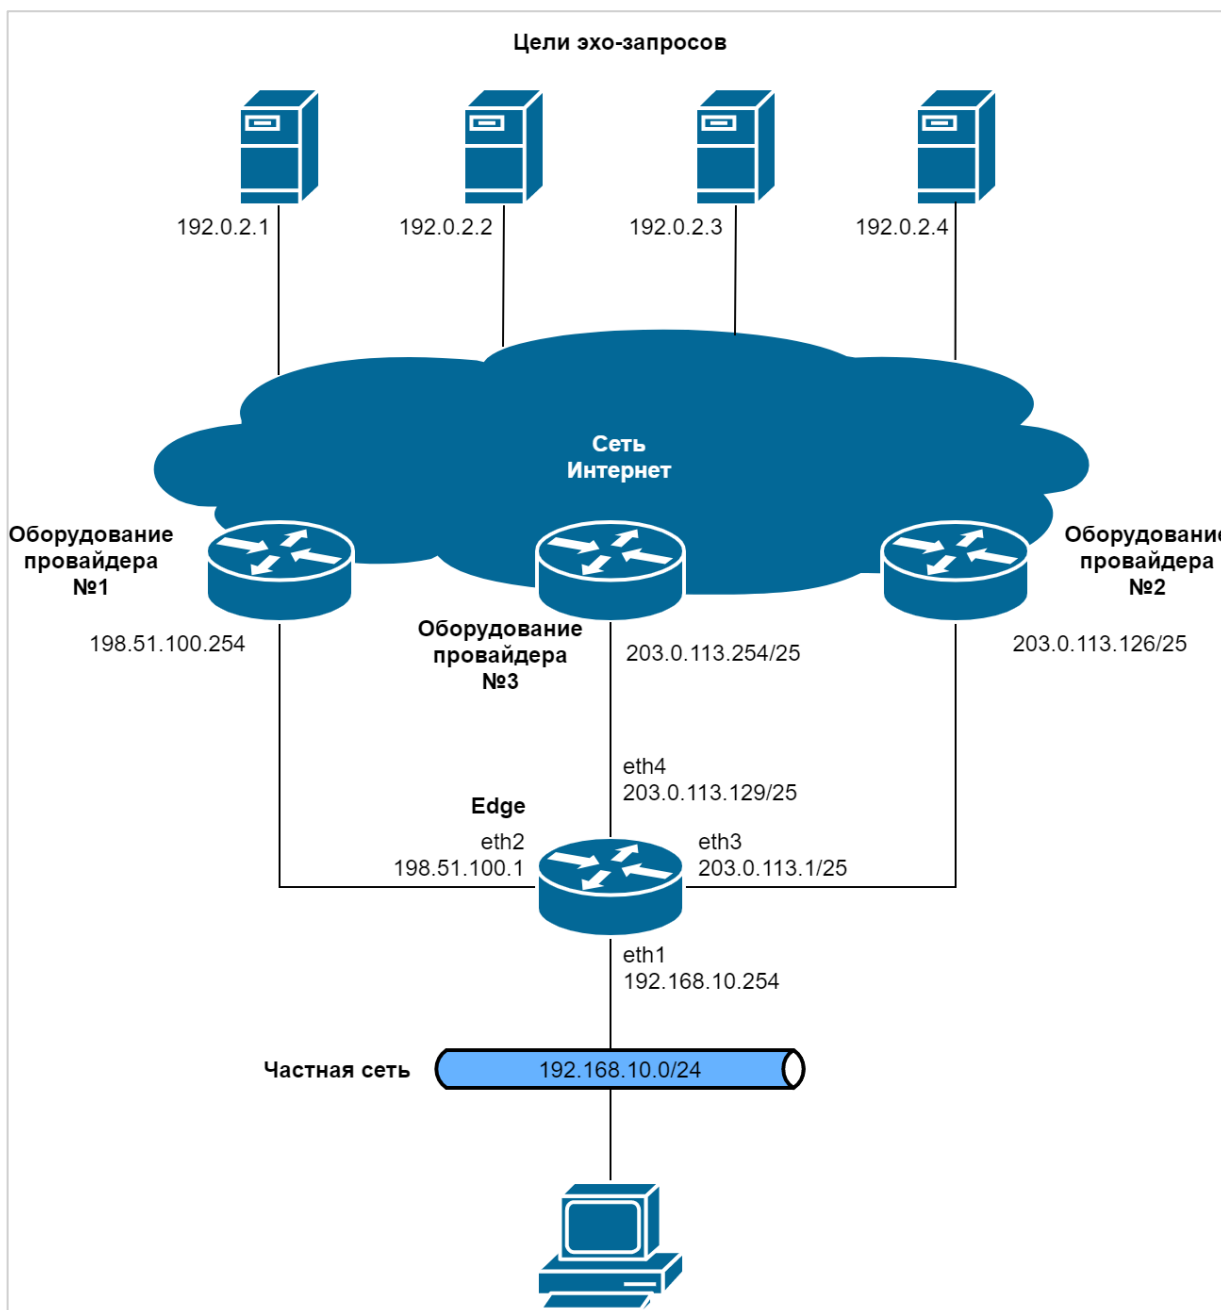 Цели эхо-запросов
192.0.2.1
192.0.2.2
192.0.2.3
192.0.2.4
Сеть
Интернет
Оборудование
провайдера
№1
Оборудование
провайдера
№2
198.51.100.254
Оборудование
провайдера
№3
203.0.113.254/25
203.0.113.126/25
eth4
203.0.113.129/25
Edge
eth2
198.51.100.1
eth3
203.0.113.1/25
eth1
192.168.10.254
Частная сеть
192.168.10.0/24